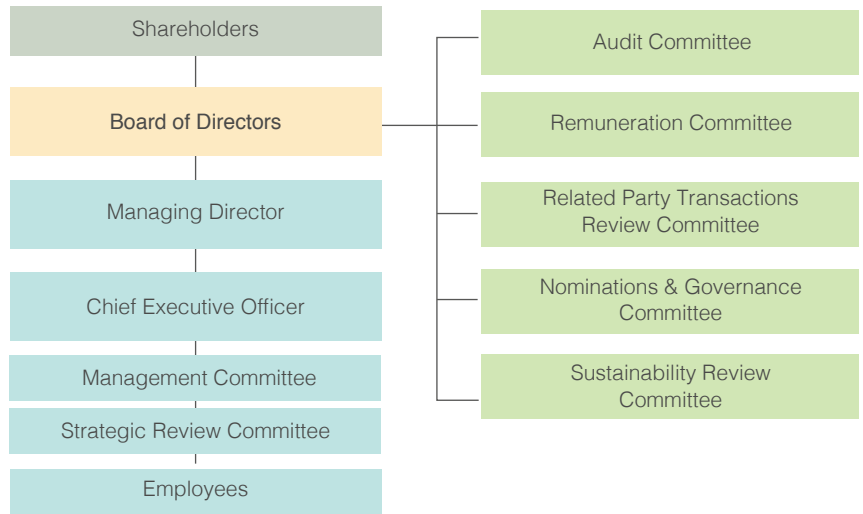 Shareholders
Board of Directors
Managing Director
Chief Executive Officer
Management Committee
Strategic Review Committee
Employees
Audit Committee
Remuneration Committee
Related Party Transactions
Review Committee
Nominations & Governance
Committee
Sustainability Review
Committee